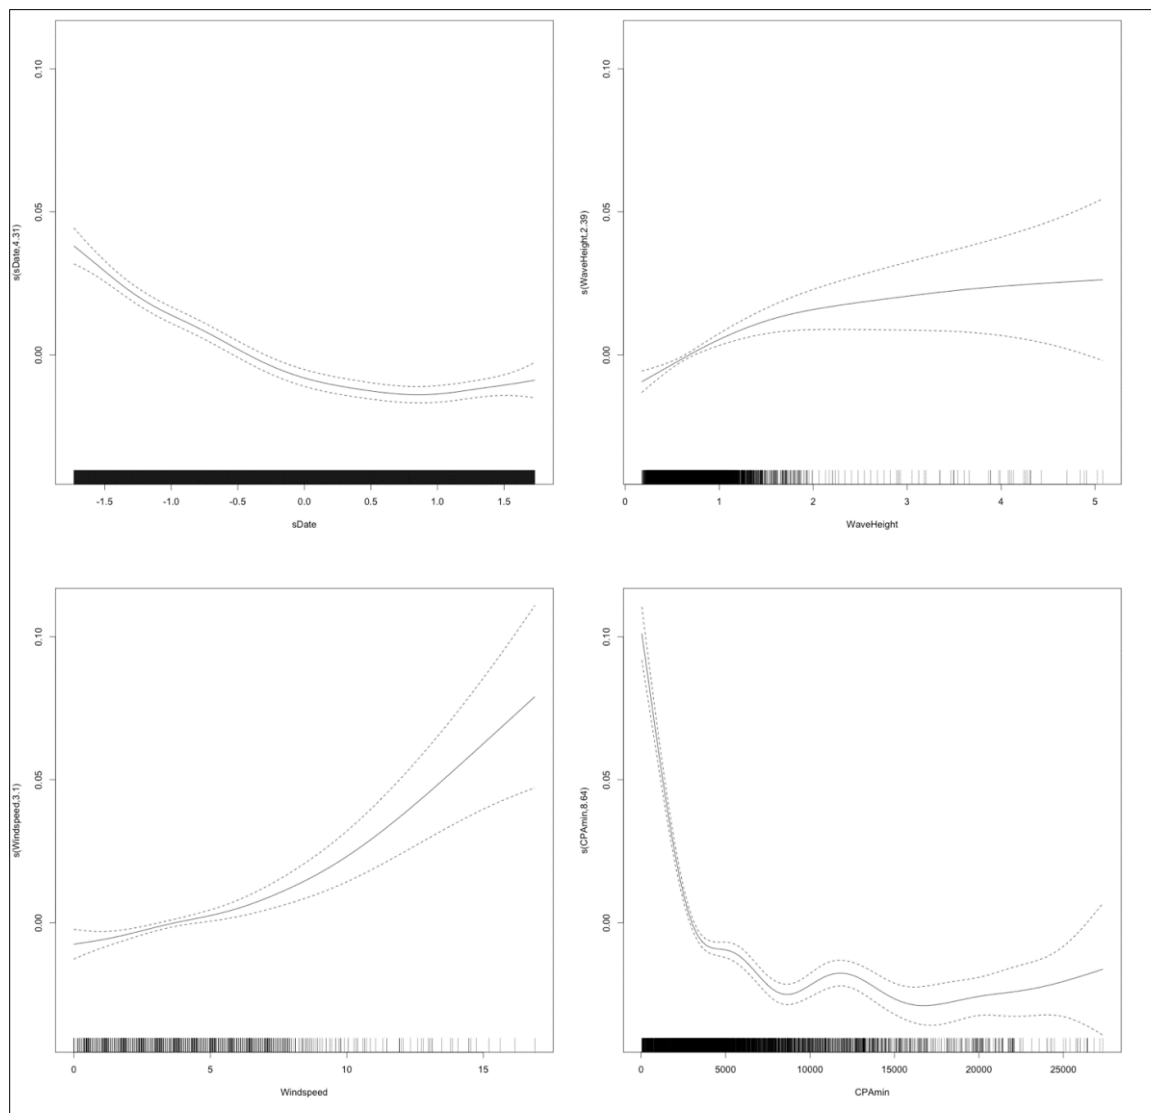 0.10
0.05
0.00
s(sDate,4.31)
-1.5 -1.0 -0.5 0.0 0.5 1.0 1.5
sDate
0.10
0.05
0.00
s(WaveHeight,2.39)
0 1 2 3 4 5
WaveHeight
0.10
0.05
0.00
s(Windspeed,3.1)
0 5 10 15
Windspeed
0.10
0.05
0.00
s(CPAmin,8.64)
0 5000 10000 15000 20000 25000
CPAmin